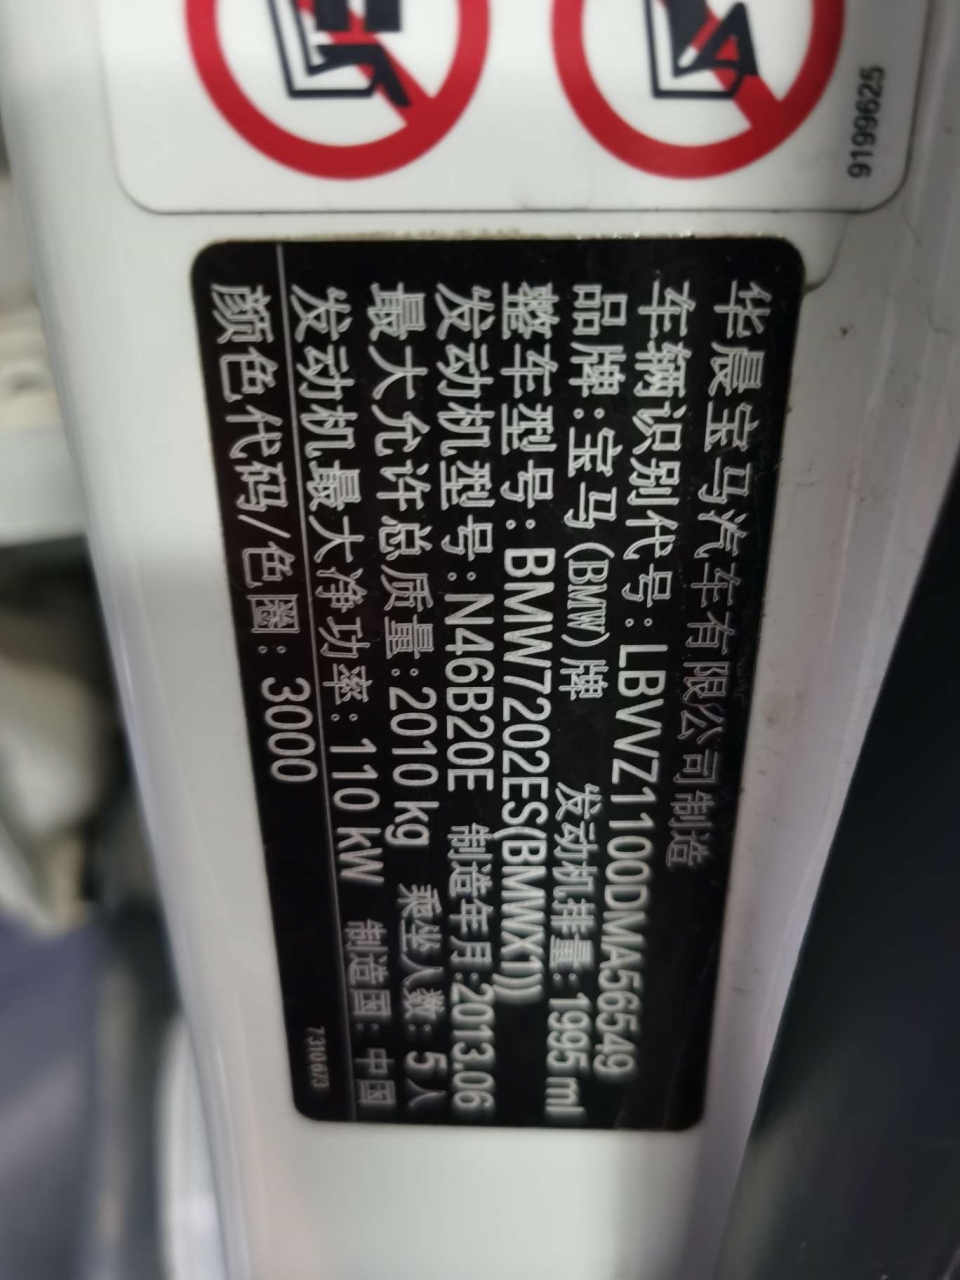 9199625
华晨宝马汽车有限公司制造
车辆识别代号：LBVVZ1100DMA56549
品牌：宝马(BMW)牌 发动机排量：1995 ml
整车型号：BMW7202ES(BMWX1)
发动机型号：N46B20E 制造年月：2013.06
最大允许总质量：2010 kg 乘坐人数：5人
发动机最大净功率：110 kW 制造国：中国
颜色代码/色圈：3000
7310673